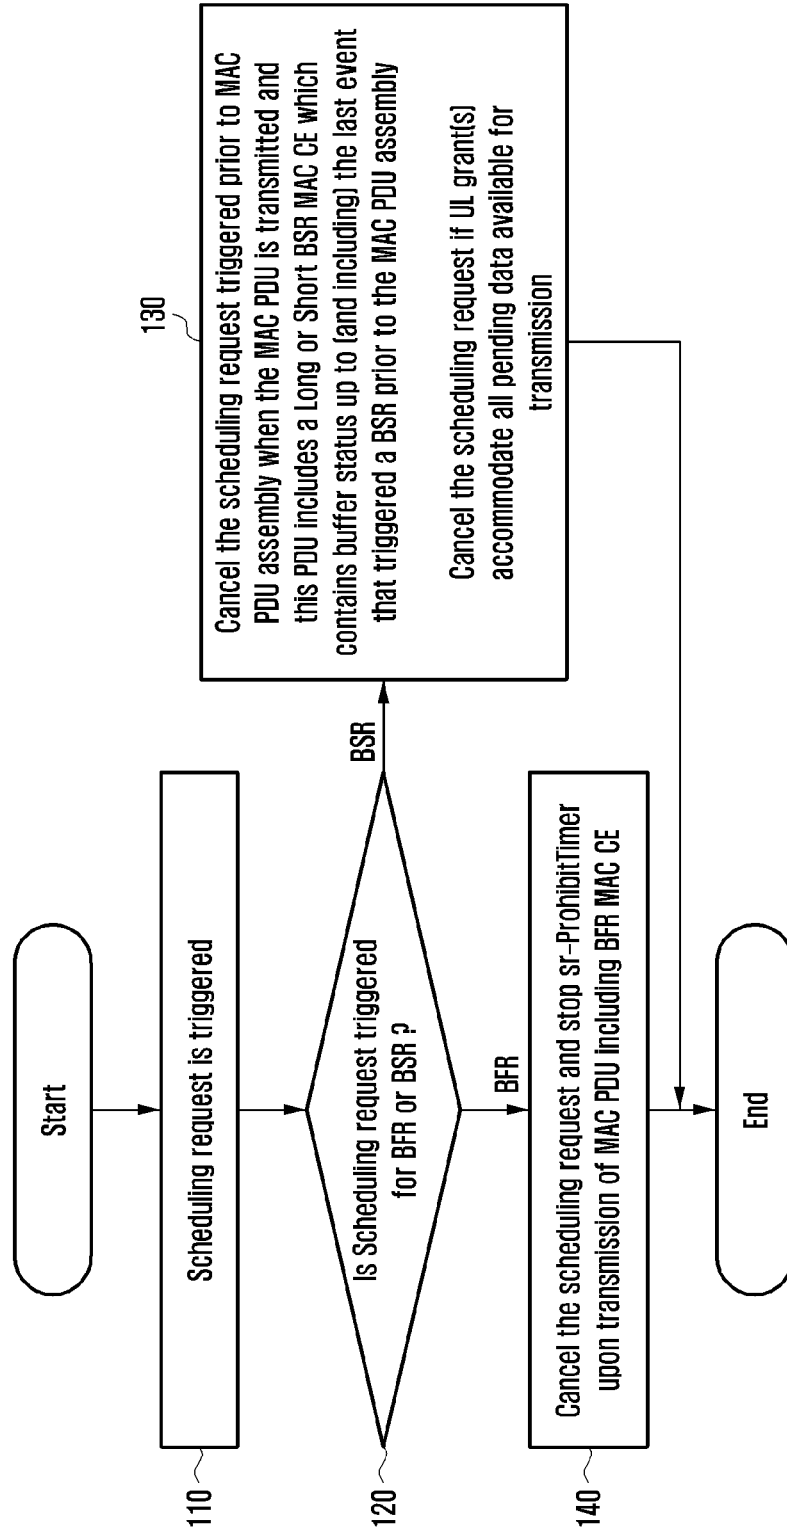 Start
110
Scheduling request is triggered
120
Is Scheduling request triggered
for BFR or BSR ?
BSR
130
Cancel the scheduling request triggered prior to MAC
PDU assembly when the MAC PDU is transmitted and
this PDU includes a Long or Short BSR MAC CE which
contains buffer status up to (and including) the last event
that triggered a BSR prior to the MAC PDU assembly
Cancel the scheduling request if UL grant(s)
accommodate all pending data available for
transmission
BFR
140
Cancel the scheduling request and stop sr-ProhibitTimer
upon transmission of MAC PDU including BFR MAC CE
End